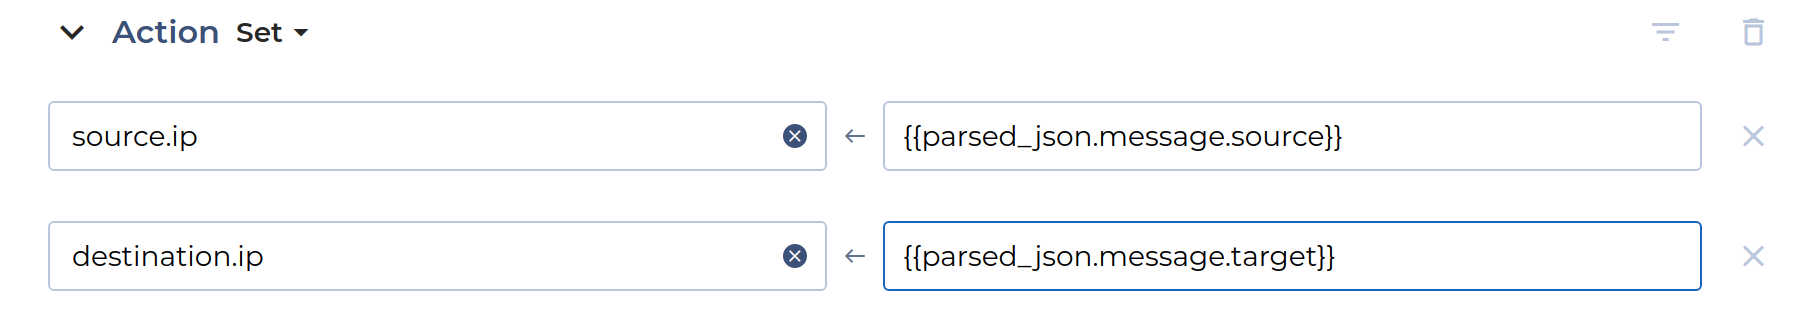 Action Set
source.ip ← {{parsed_json.message.source}}
destination.ip ← {{parsed_json.message.target}}